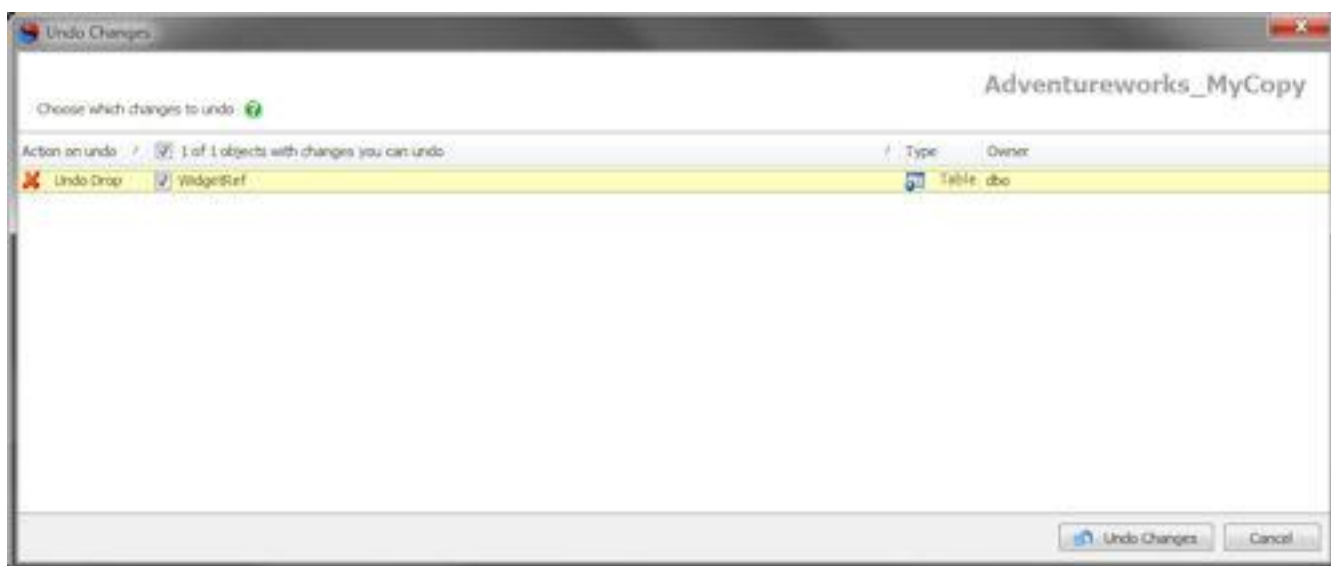 Undo Changes
Adventureworks_MyCopy
Choose which changes to undo
Action on undo 1 of 1 objects with changes you can undo Type Owner
Undo Drop WidgetRef Table dbo
Undo Changes Cancel